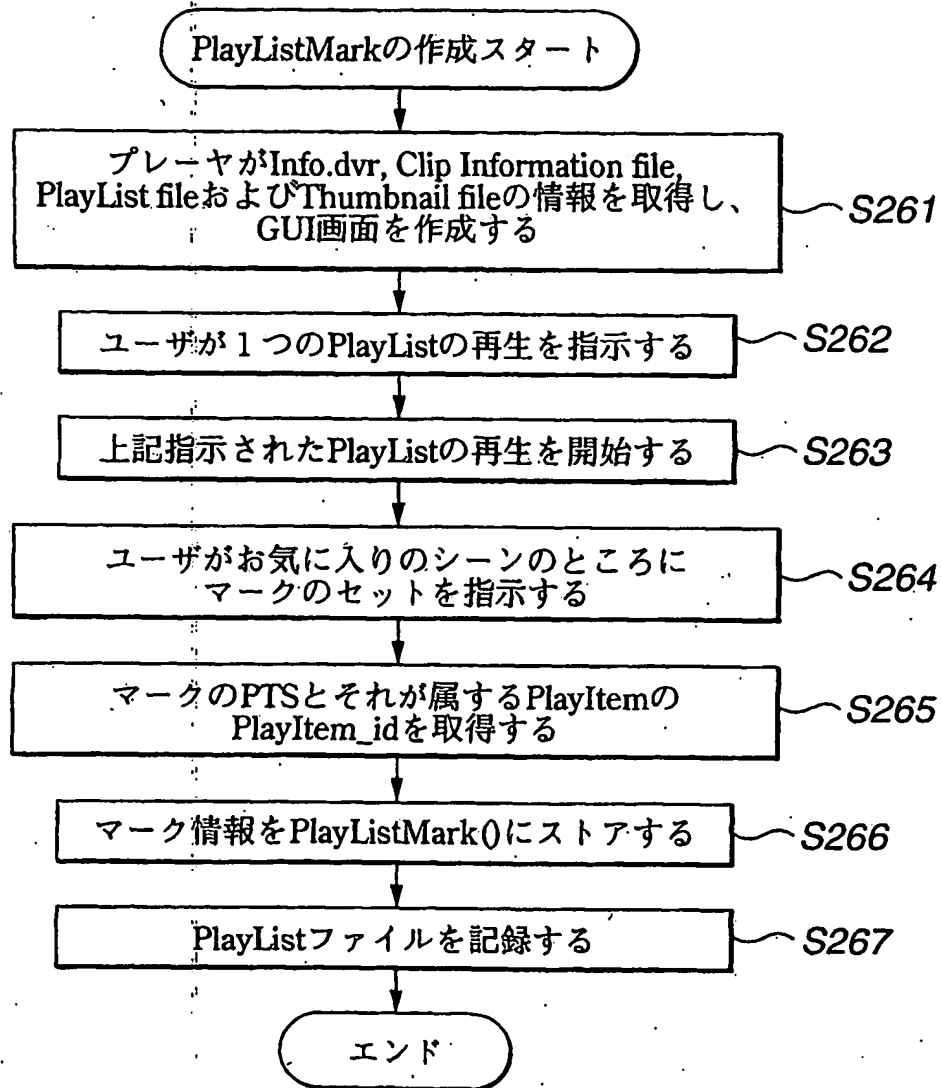 PlayListMarkの作成スタート
プレーヤがInfo.dvr, Clip Information file,
PlayList fileおよびThumbnail fileの情報を取得し、
GUI画面を作成する
S261
ユーザが１つのPlayListの再生を指示する
S262
上記指示されたPlayListの再生を開始する
S263
ユーザがお気に入りのシーンのところに
マークのセットを指示する
S264
マークのPTSとそれが属するPlayItemの
PlayItem_idを取得する
S265
マーク情報をPlayListMark()にストアする
S266
PlayListファイルを記録する
S267
エンド